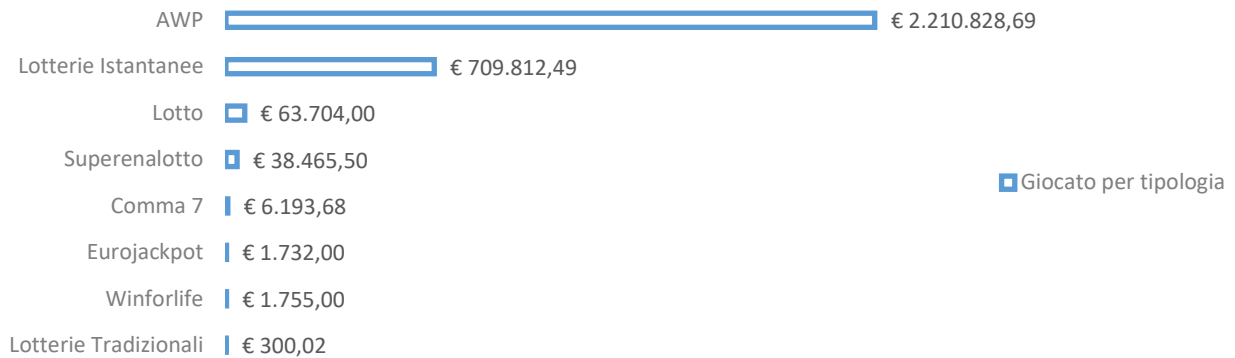 AWP € 2.210.828,69
Lotterie Istantanee € 709.812,49
Lotto € 63.704,00
Superenalotto € 38.465,50
Giocato per tipologia
Comma 7 € 6.193,68
Eurojackpot € 1.732,00
Winforlife € 1.755,00
Lotterie Tradizionali € 300,02